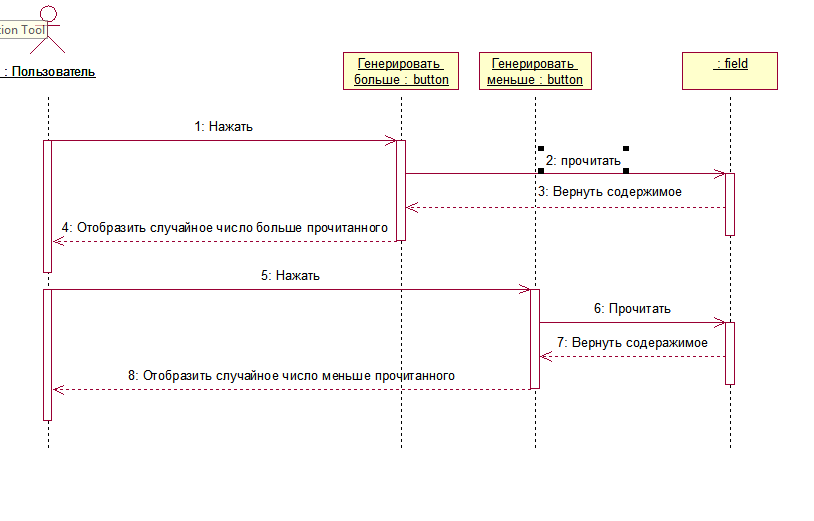 tion Tool
: Пользователь
Генерировать
больше : button
Генерировать
меньше : button
: field
1: Нажать
2: прочитать
3: Вернуть содержимое
4: Отобразить случайное число больше прочитанного
5: Нажать
6: Прочитать
7: Вернуть содеражимое
8: Отобразить случайное число меньше прочитанного